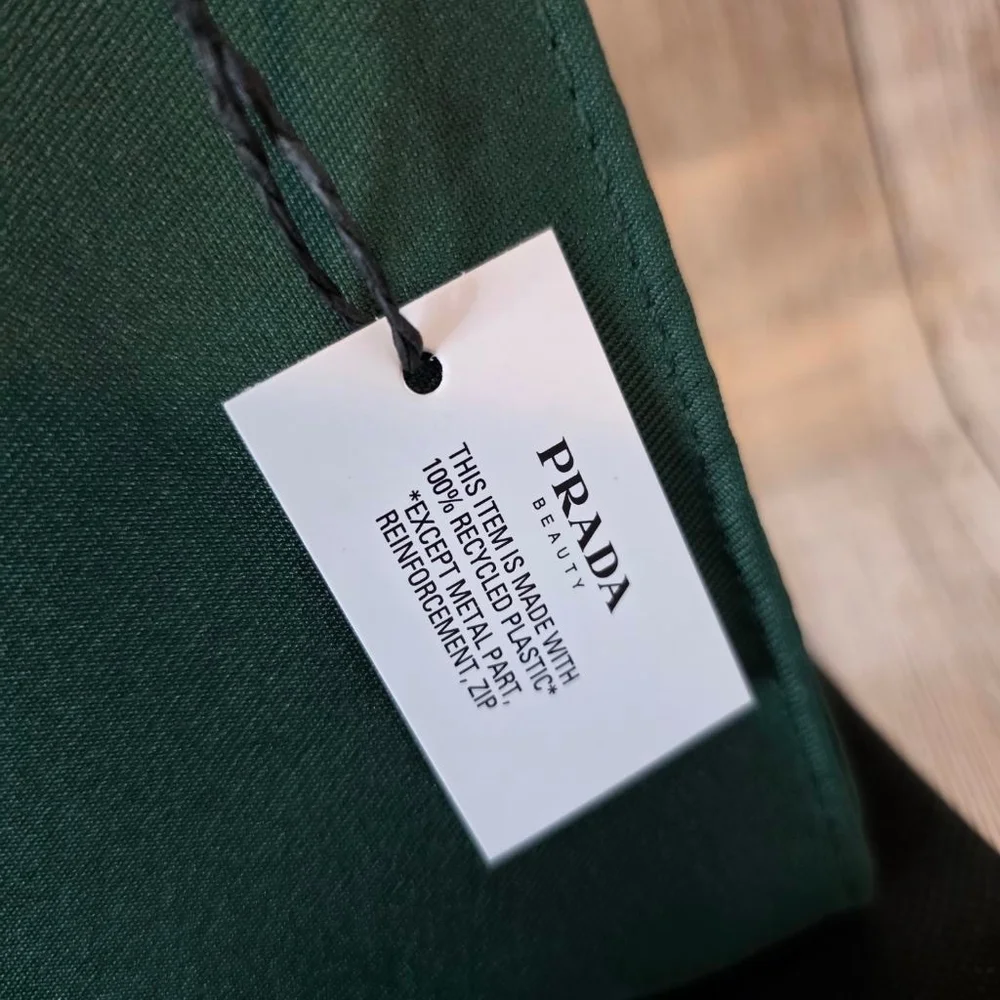 PRADA
BEAUTY
THIS ITEM IS MADE WITH
100% RECYCLED PLASTIC*
*EXCEPT METAL PART,
REINFORCEMENT, ZIP